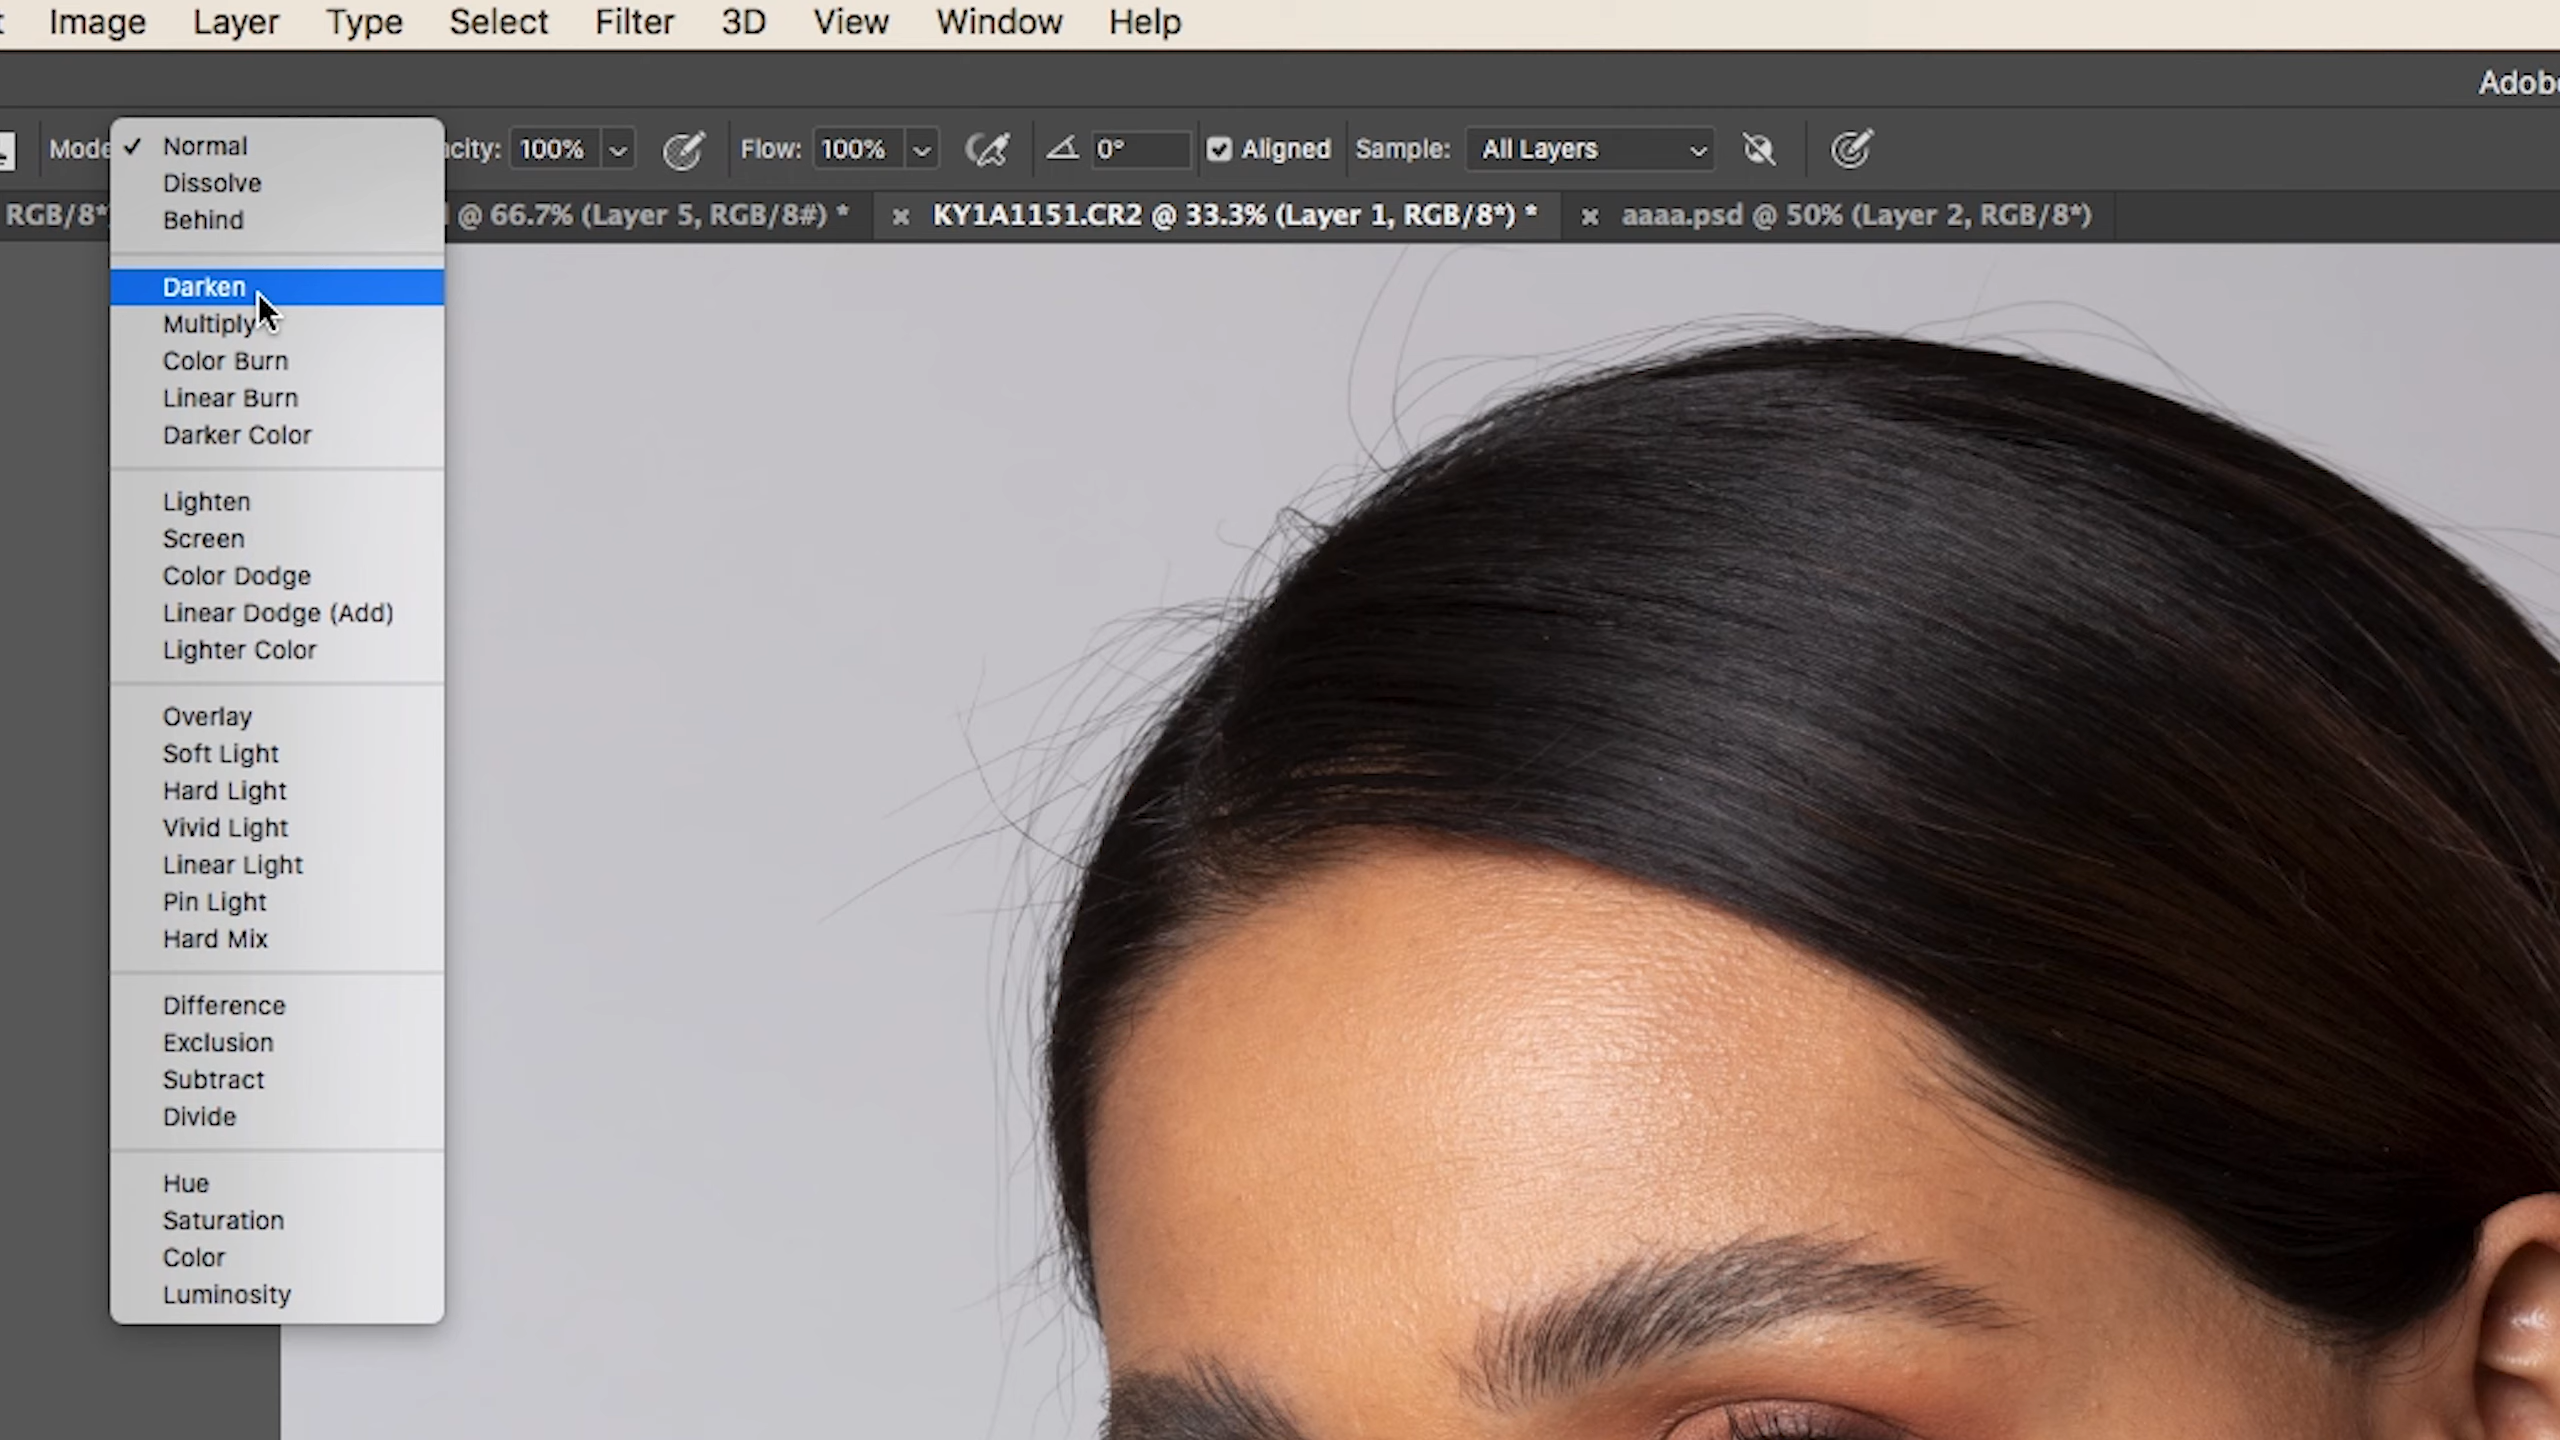 Image Layer Type Select Filter 3D View Window Help
Mode Normal acity: 100% Flow: 100% 0° Aligned Sample: All Layers
RGB/8* @ 66.7% (Layer 5, RGB/8#) * KY1A1151.CR2 @ 33.3% (Layer 1, RGB/8*) * aaaa.psd @ 50% (Layer 2, RGB/8*)
Dissolve
Behind
Darken
Multiply
Color Burn
Linear Burn
Darker Color
Lighten
Screen
Color Dodge
Linear Dodge (Add)
Lighter Color
Overlay
Soft Light
Hard Light
Vivid Light
Linear Light
Pin Light
Hard Mix
Difference
Exclusion
Subtract
Divide
Hue
Saturation
Color
Luminosity